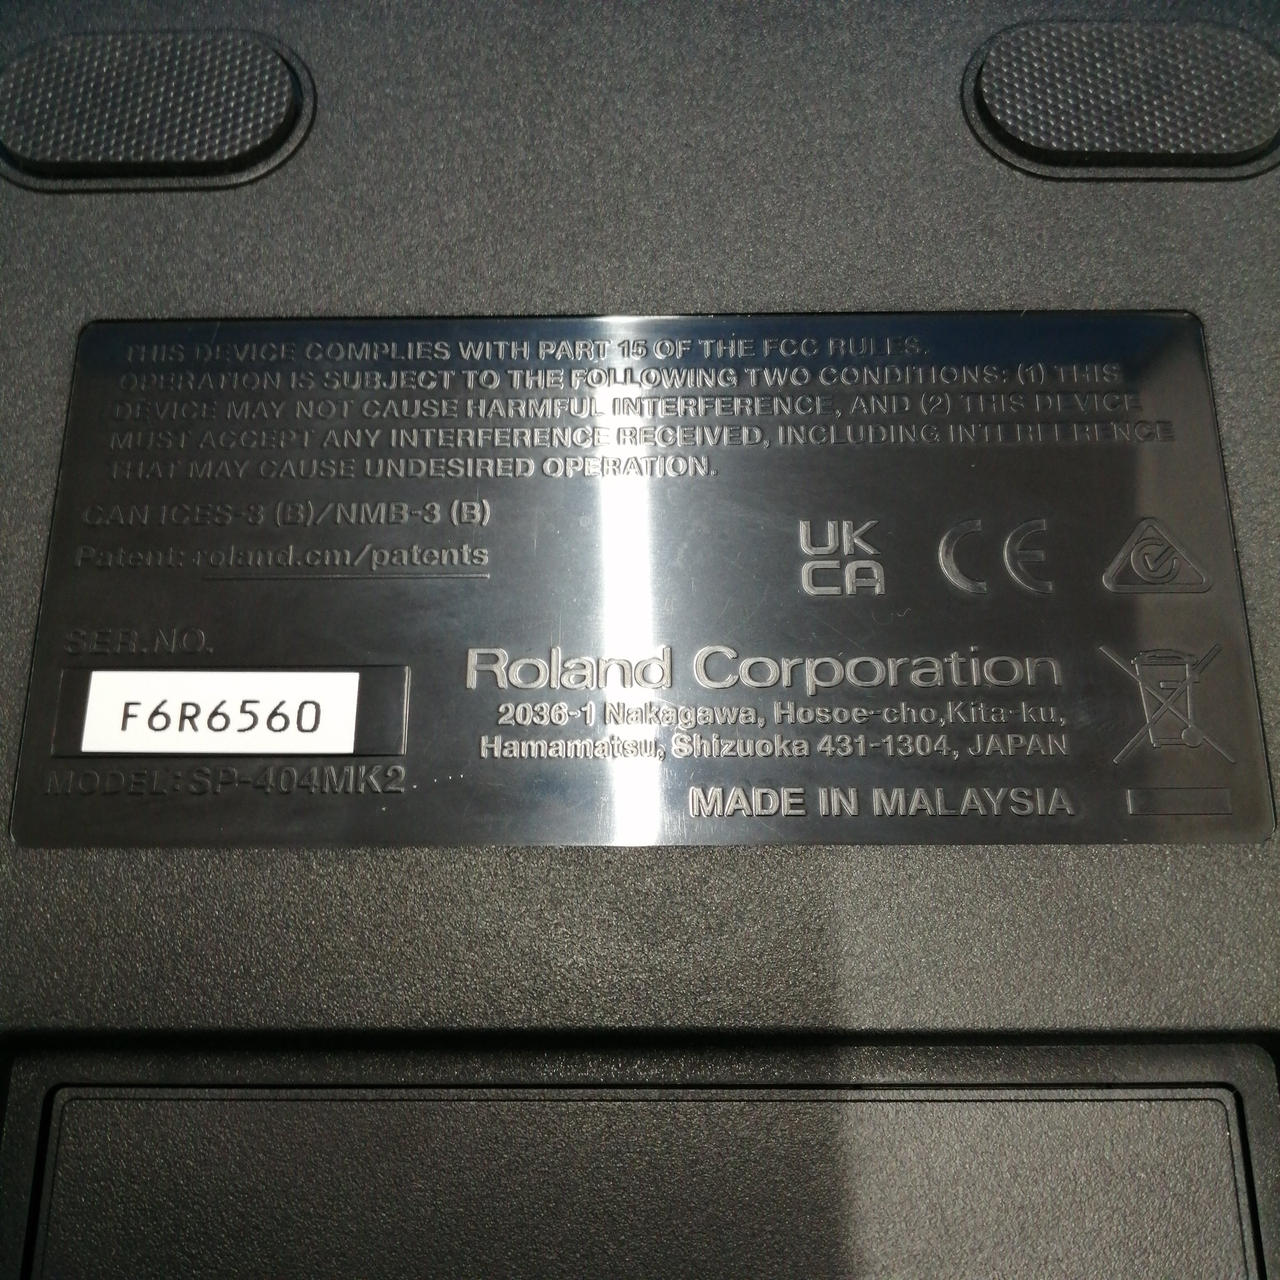 THIS DEVICE COMPLIES WITH PART 15 OF THE FCC RULES.
OPERATION IS SUBJECT TO THE FOLLOWING TWO CONDITIONS: (1) THIS
DEVICE MAY NOT CAUSE HARMFUL INTERFERENCE, AND (2) THIS DEVICE
MUST ACCEPT ANY INTERFERENCE RECEIVED, INCLUDING INTERFERENCE
THAT MAY CAUSE UNDESIRED OPERATION.
CAN ICES-3 (B)/NMB-3 (B)
Patent: roland.cm/patents
UK
CA
CE
SER.NO.
F6R6560
MODEL:SP-404MK2
Roland Corporation
2036-1 Nakagawa, Hosoe-cho,Kita-ku,
Hamamatsu, Shizuoka 431-1304, JAPAN
MADE IN MALAYSIA